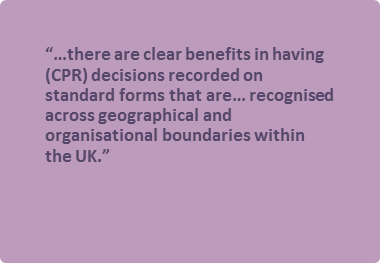 “…there are clear benefits in having
(CPR) decisions recorded on
standard forms that are… recognised
across geographical and
organisational boundaries within
the UK.”